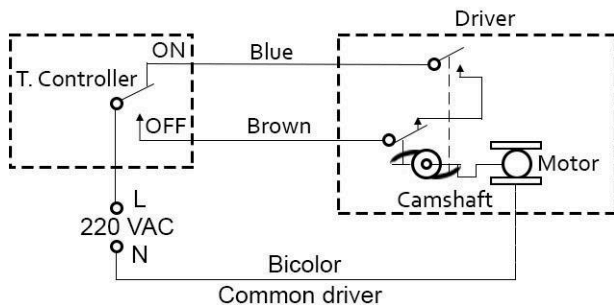 Driver
ON
Blue
T. Controller
OFF
Brown
Motor
Camshaft
L
220 VAC
N
Bicolor
Common driver